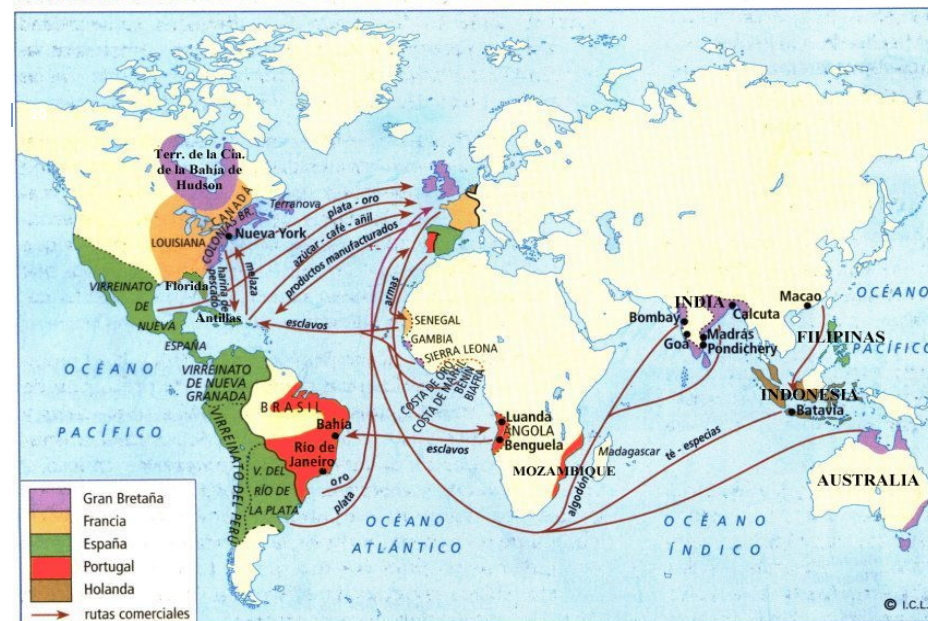 Terr. de la Cia.
de la Bahía de
Hudson
CANADÁ
Terranova
COLONIAS BR.
LOUISIANA
Nueva York
plata - oro
azúcar - café - añil
productos manufacturados
harina de
pescado
melaza
Florida
Antillas
VIRREINATO
DE
NUEVA
ESPAÑA
esclavos
armas
SENEGAL
GAMBIA
SIERRA LEONA
COSTA DE ORO
COSTA DE MARFIL
BENIN
BIAFRA
INDIA
Bombay
Calcuta
Goa
Madrás
Pondichery
Macao
OCÉANO
PACÍFICO
FILIPINAS
INDONESIA
Batavia
OCÉANO
PACÍFICO
VIRREINATO
DE NUEVA
GRANADA
BRASIL
Bahía
Río de
Janeiro
VIRREINATO DEL PERÚ
V. DEL
RÍO DE
LA PLATA
oro
plata
Luanda
ANGOLA
Benguela
esclavos
MOZAMBIQUE
Madagascar
algodón
té - especias
AUSTRALIA
OCÉANO
ATLÁNTICO
OCÉANO
ÍNDICO
Gran Bretaña
Francia
España
Portugal
Holanda
rutas comerciales
© I.C.L.